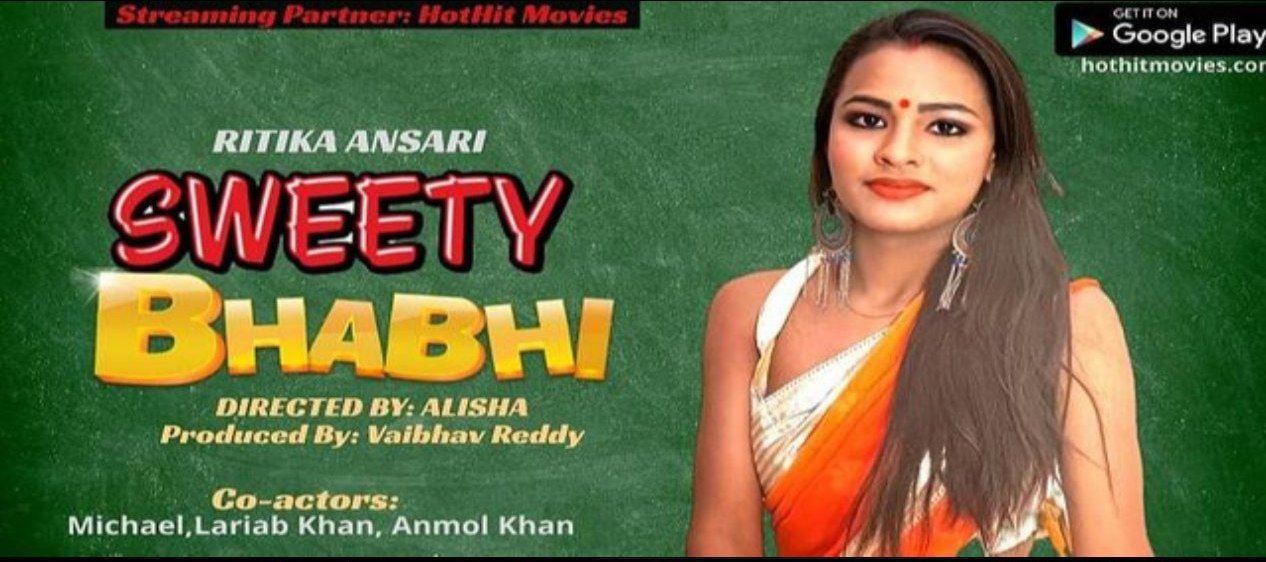 Streaming Partner: HotHit Movies
GET IT ON
Google Play
hothitmovies.com
RITIKA ANSARI
SWEETY
BHABHI
DIRECTED BY: ALISHA
Produced By: Vaibhav Reddy
Co-actors:
Michael,Lariab Khan, Anmol Khan